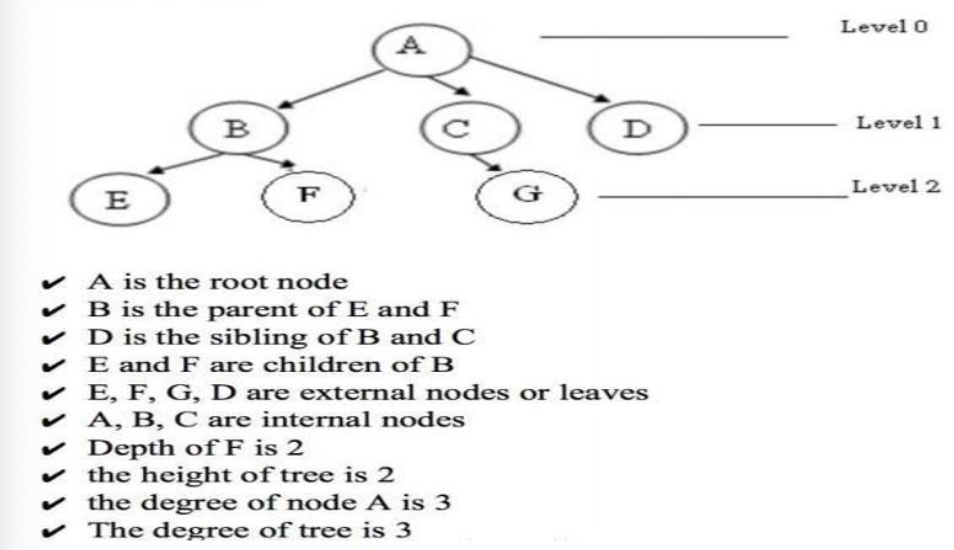 A
Level 0
B
C
D
Level 1
E
F
G
Level 2
✔ A is the root node
✔ B is the parent of E and F
✔ D is the sibling of B and C
✔ E and F are children of B
✔ E, F, G, D are external nodes or leaves
✔ A, B, C are internal nodes
✔ Depth of F is 2
✔ the height of tree is 2
✔ the degree of node A is 3
✔ The degree of tree is 3